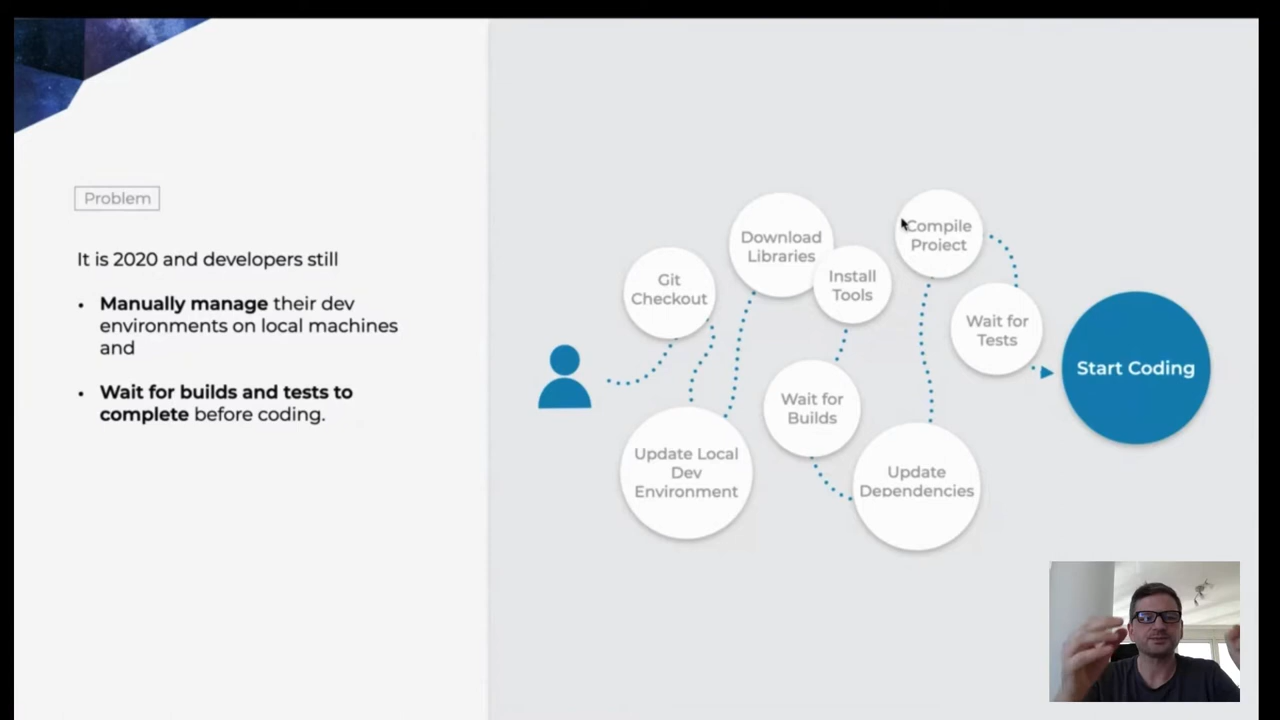 Problem
It is 2020 and developers still
• Manually manage their dev
environments on local machines
and
• Wait for builds and tests to
complete before coding.
Git
Checkout
Update Local
Dev
Environment
Download
Libraries
Install
Tools
Wait for
Builds
Update
Dependencies
Compile
Project
Wait for
Tests
Start Coding